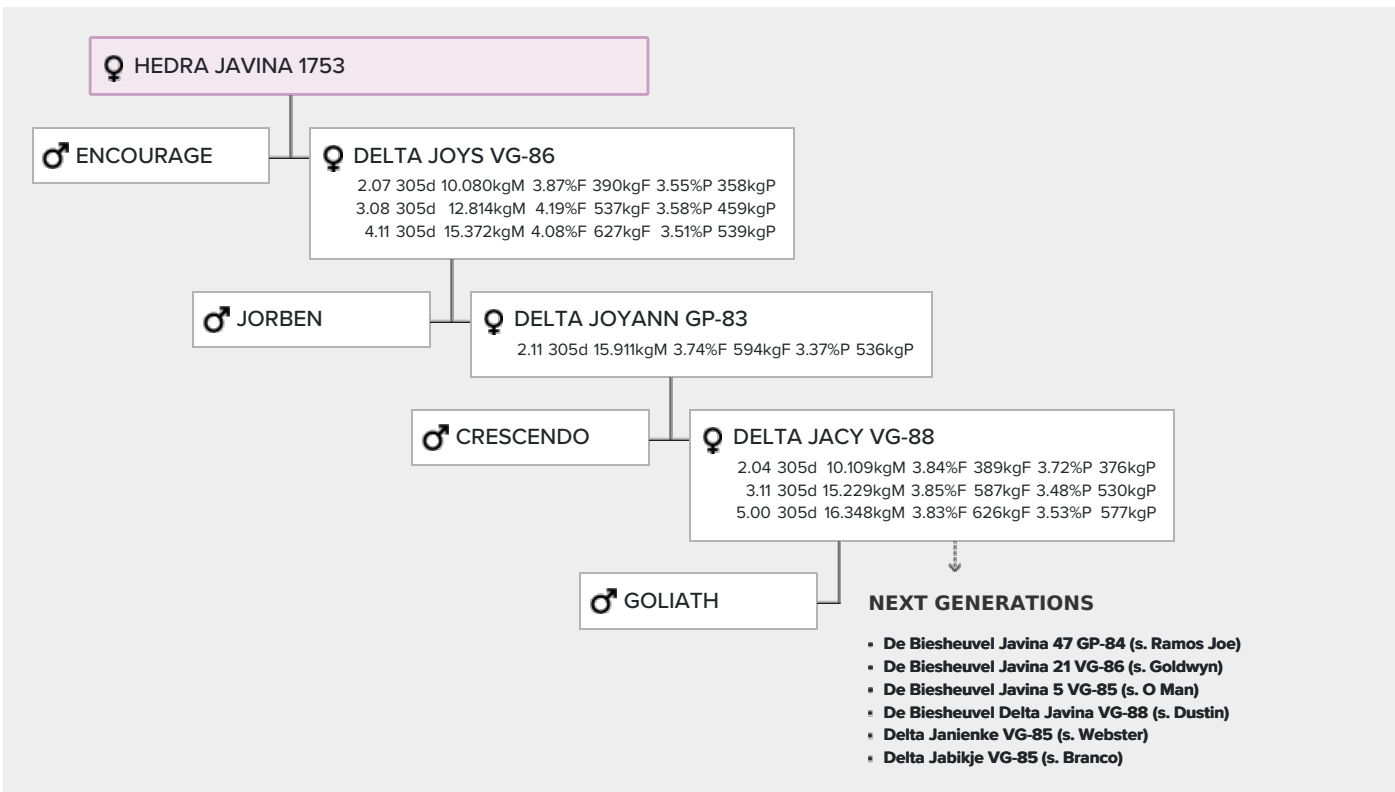 HEDRA JAVINA 1753
ENCOURAGE
DELTA JOYS VG-86
2.07 305d 10.080kgM 3.87%F 390kgF 3.55%P 358kgP
3.08 305d 12.814kgM 4.19%F 537kgF 3.58%P 459kgP
4.11 305d 15.372kgM 4.08%F 627kgF 3.51%P 539kgP
JORBEN
DELTA JOYANN GP-83
2.11 305d 15.911kgM 3.74%F 594kgF 3.37%P 536kgP
CRESCENDO
DELTA JACY VG-88
2.04 305d 10.109kgM 3.84%F 389kgF 3.72%P 376kgP
3.11 305d 15.229kgM 3.85%F 587kgF 3.48%P 530kgP
5.00 305d 16.348kgM 3.83%F 626kgF 3.53%P 577kgP
GOLIATH
NEXT GENERATIONS
De Biesheuvel Javina 47 GP-84 (s. Ramos Joe)
De Biesheuvel Javina 21 VG-86 (s. Goldwyn)
De Biesheuvel Javina 5 VG-85 (s. O Man)
De Biesheuvel Delta Javina VG-88 (s. Dustin)
Delta Janienke VG-85 (s. Webster)
Delta Jabikje VG-85 (s. Branco)